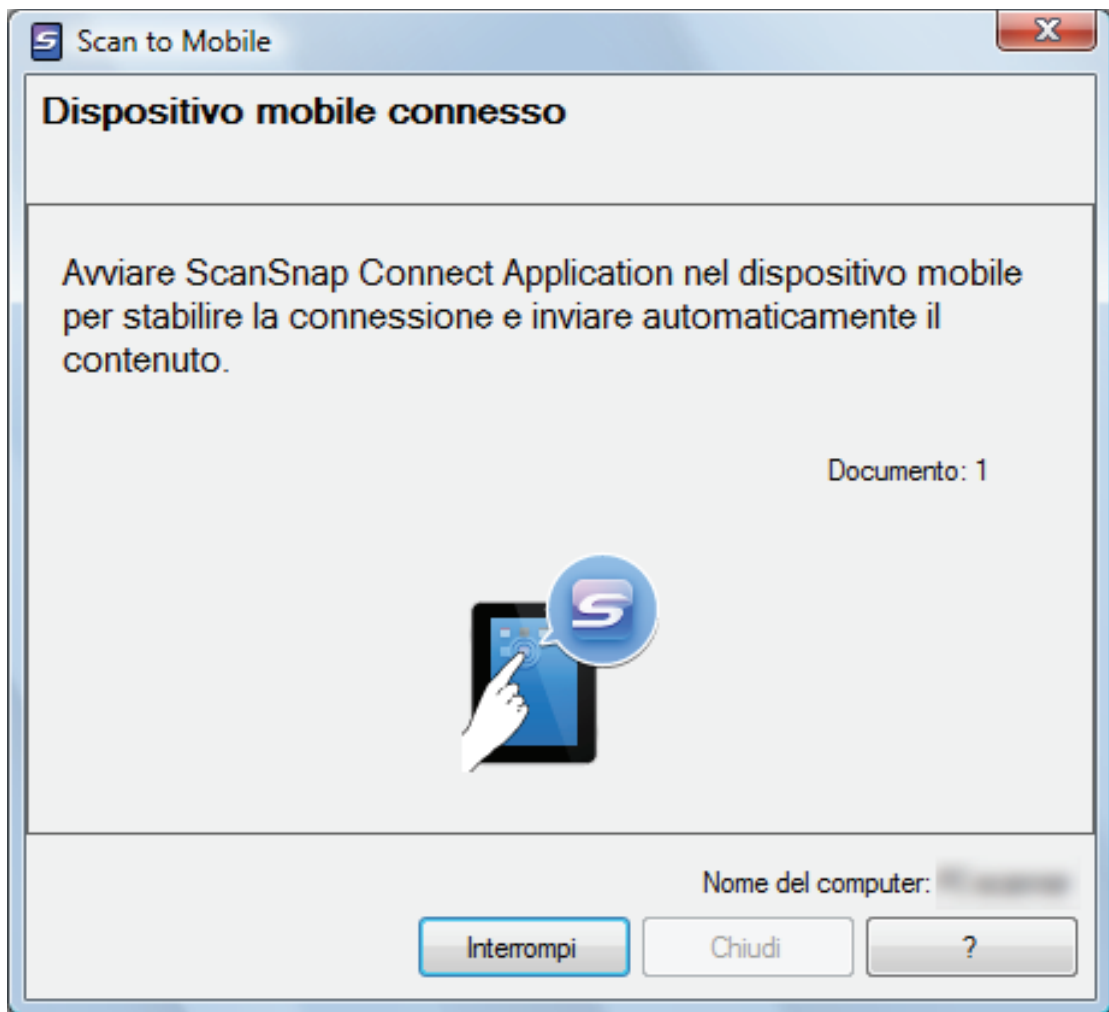 Scan to Mobile
Dispositivo mobile connesso
Avviare ScanSnap Connect Application nel dispositivo mobile
per stabilire la connessione e inviare automaticamente il
contenuto.
Documento: 1
Nome del computer:
Interrompi
Chiudi
?